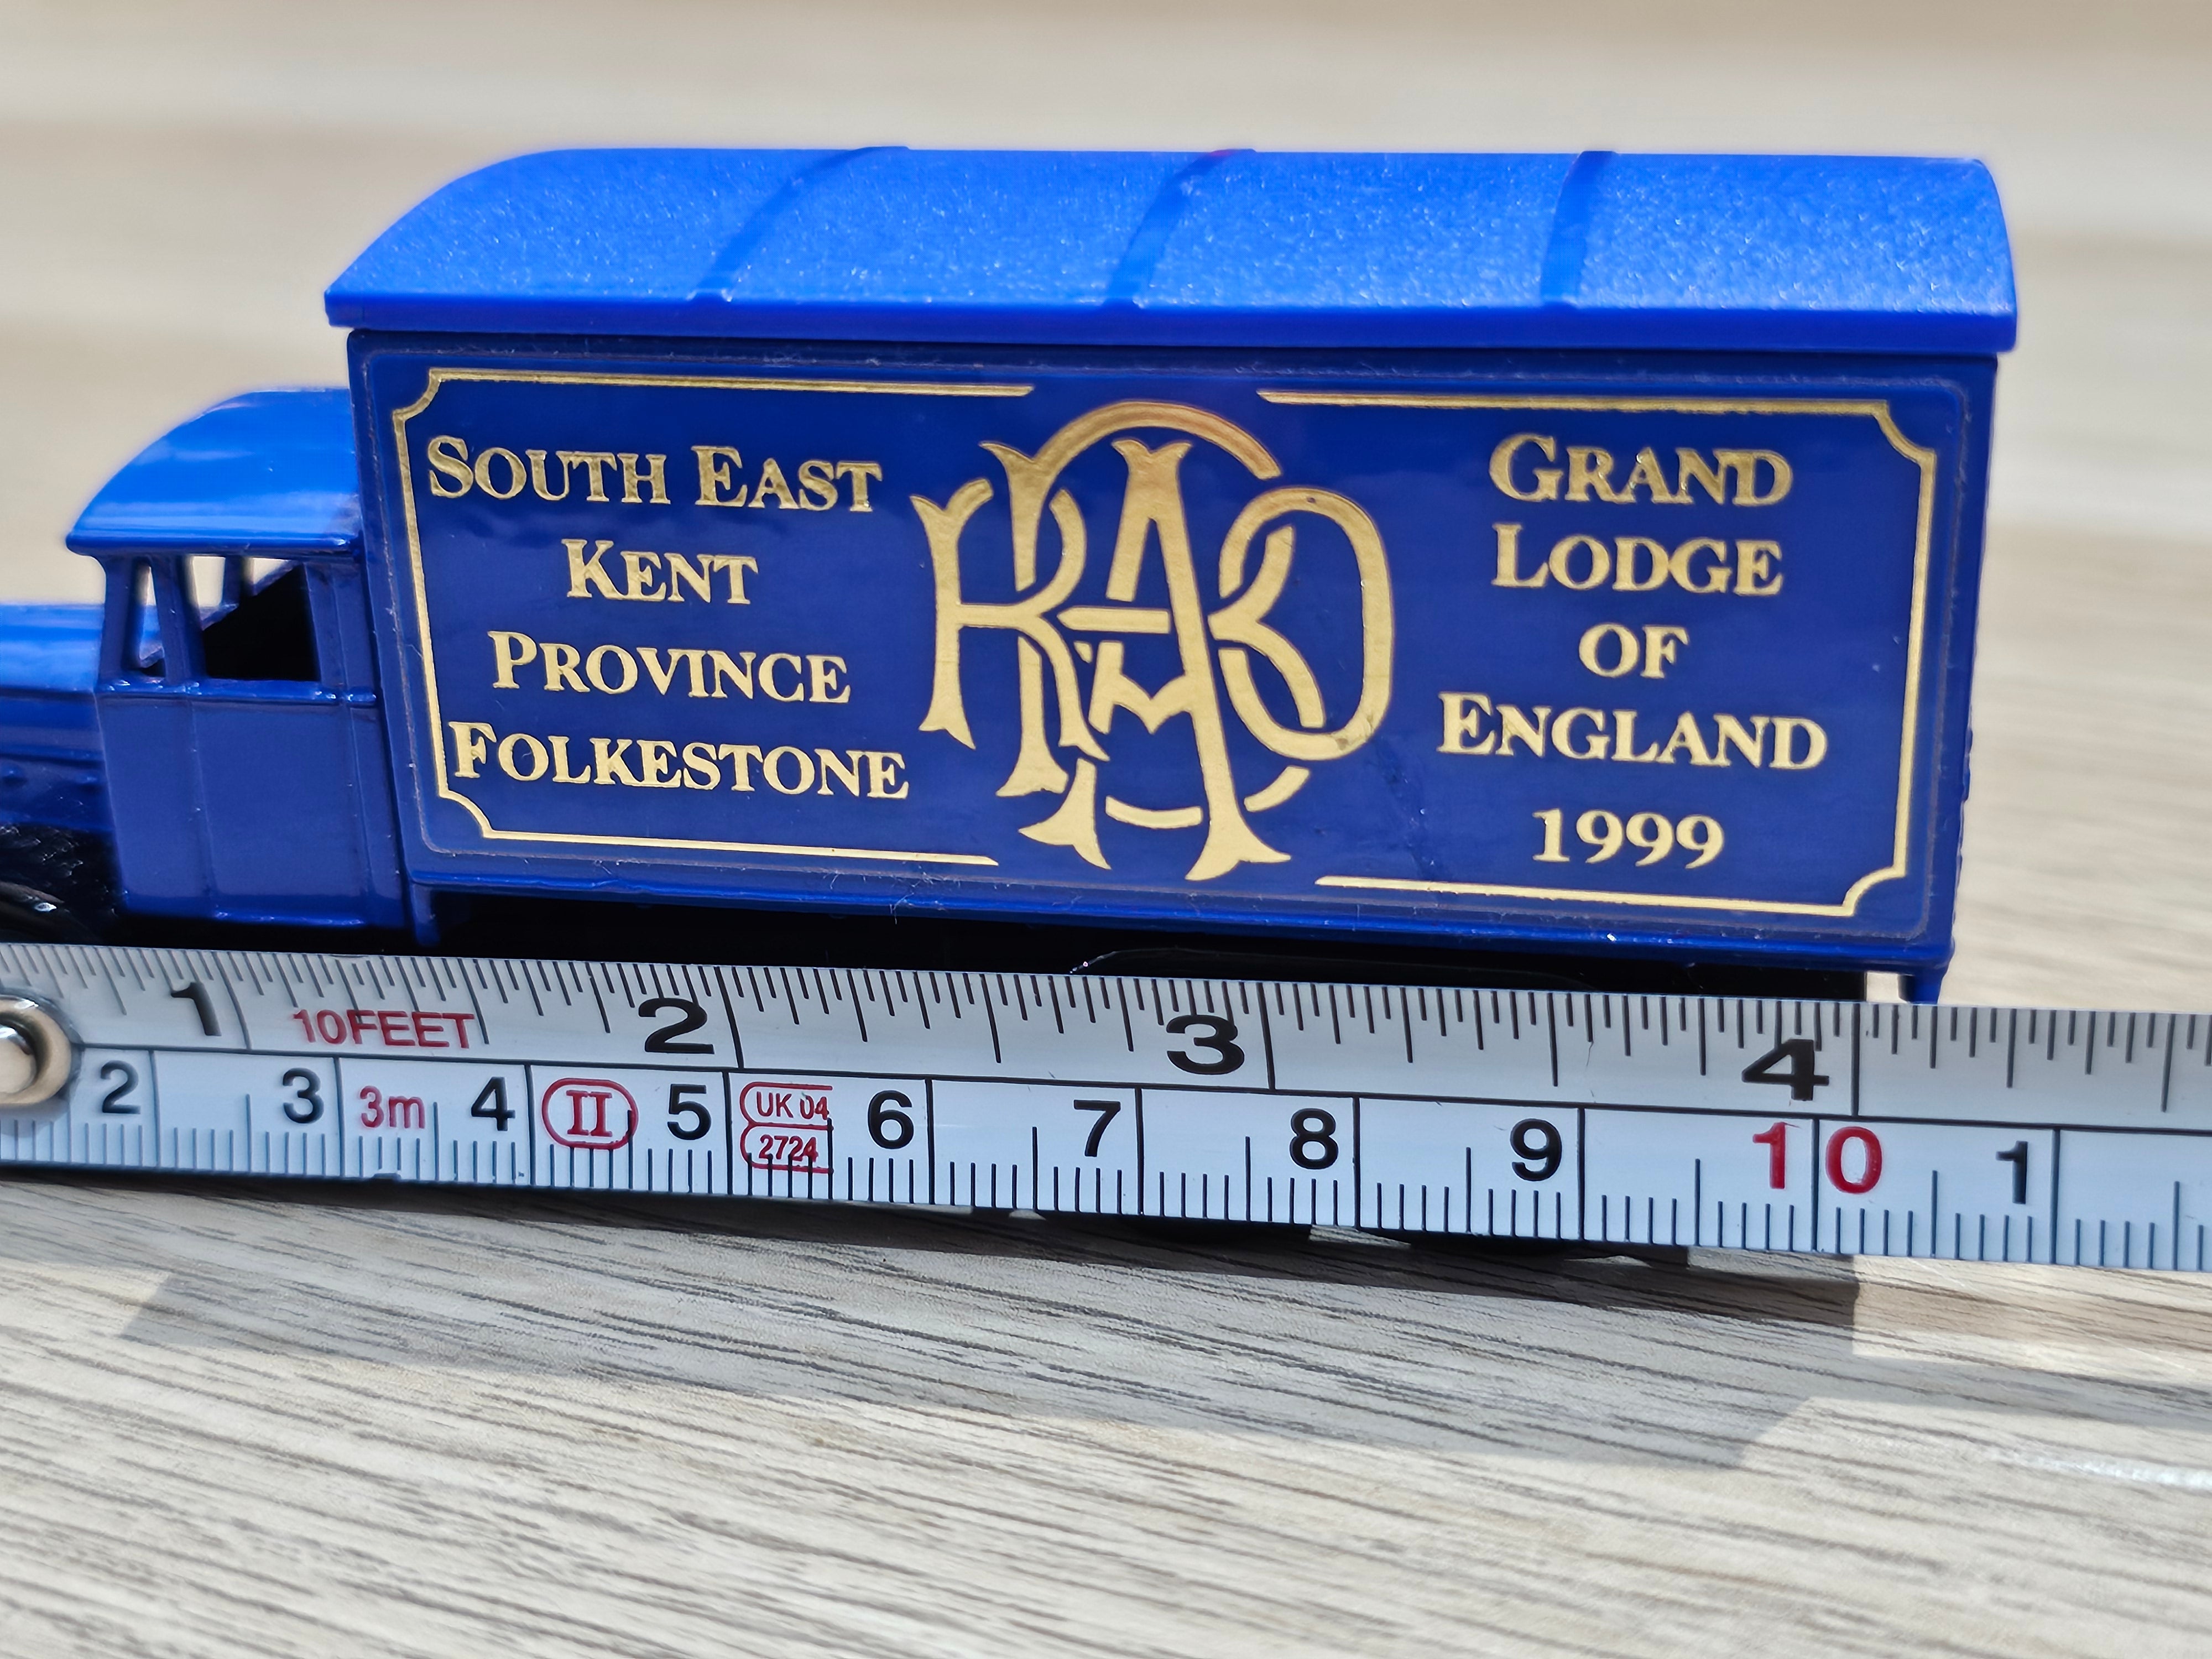 SOUTH EAST
KENT
PROVINCE
FOLKESTONE
RAOB
GRAND
LODGE
OF
ENGLAND
1999
1 10FEET 2 3 4
2 3 3m 4 II 5 UK 04 6 7 8 9 10 1
2724